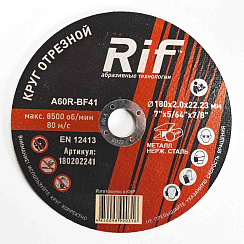 КРУГ ОТРЕЗНОЙ
Rif
абразивные технологии
A60R-BF41
макс. 8500 об/мин
80 м/с
EN 12413
Артикул:
180202241
Ø180x2.0x22.23 мм
7"x5/64"x7/8"
МЕТАЛЛ
НЕРЖ. СТАЛЬ
Изготовлено в КНР